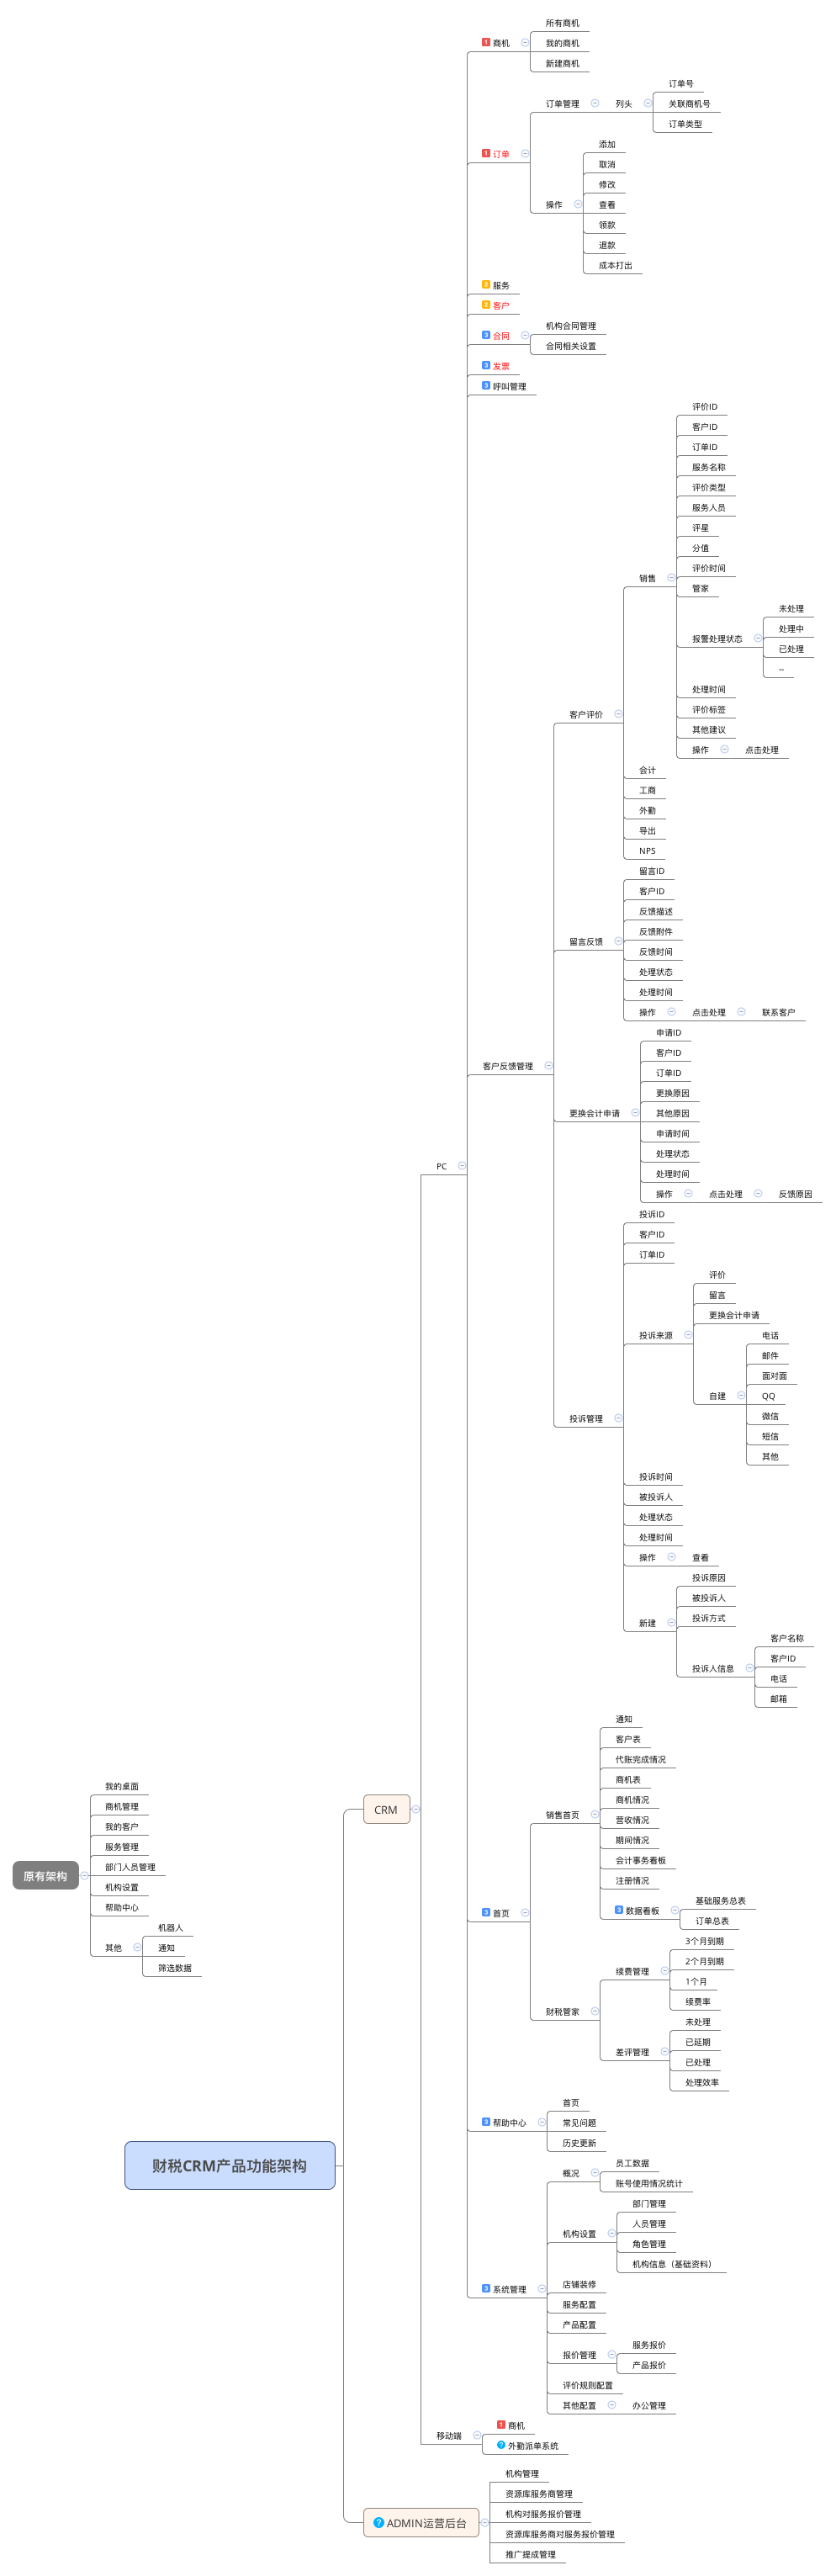 原有架构
我的桌面
商机管理
我的客户
服务管理
部门人员管理
机构设置
帮助中心
其他
机器人
通知
筛选数据
财税CRM产品功能架构
CRM
PC
1 商机
所有商机
我的商机
新建商机
1 订单
订单管理
列头
订单号
关联商机号
订单类型
操作
添加
取消
修改
查看
领款
退款
成本打出
2 服务
2 客户
3 合同
机构合同管理
合同相关设置
3 发票
3 呼叫管理
客户反馈管理
客户评价
销售
评价ID
客户ID
订单ID
服务名称
评价类型
服务人员
评星
分值
评价时间
管家
报警处理状态
未处理
处理中
已处理
--
处理时间
评价标签
其他建议
操作
点击处理
会计
工商
外勤
导出
NPS
留言反馈
留言ID
客户ID
反馈描述
反馈附件
反馈时间
处理状态
处理时间
操作
点击处理
联系客户
更换会计申请
申请ID
客户ID
订单ID
更换原因
其他原因
申请时间
处理状态
处理时间
操作
点击处理
反馈原因
投诉管理
投诉ID
客户ID
订单ID
投诉来源
评价
留言
更换会计申请
自建
电话
邮件
面对面
QQ
微信
短信
其他
投诉时间
被投诉人
处理状态
处理时间
操作
查看
新建
投诉原因
被投诉人
投诉方式
投诉人信息
客户名称
客户ID
电话
邮箱
3 首页
销售首页
通知
客户表
代账完成情况
商机表
商机情况
营收情况
期间情况
会计事务看板
注册情况
3 数据看板
基础服务总表
订单总表
财税管家
续费管理
3个月到期
2个月到期
1个月
续费率
差评管理
未处理
已延期
已处理
处理效率
3 帮助中心
首页
常见问题
历史更新
3 系统管理
概况
员工数据
账号使用情况统计
机构设置
部门管理
人员管理
角色管理
机构信息（基础资料）
店铺装修
服务配置
产品配置
报价管理
服务报价
产品报价
评价规则配置
其他配置
办公管理
移动端
1 商机
? 外勤派单系统
? ADMIN运营后台
机构管理
资源库服务商管理
机构对服务报价管理
资源库服务商对服务报价管理
推广提成管理